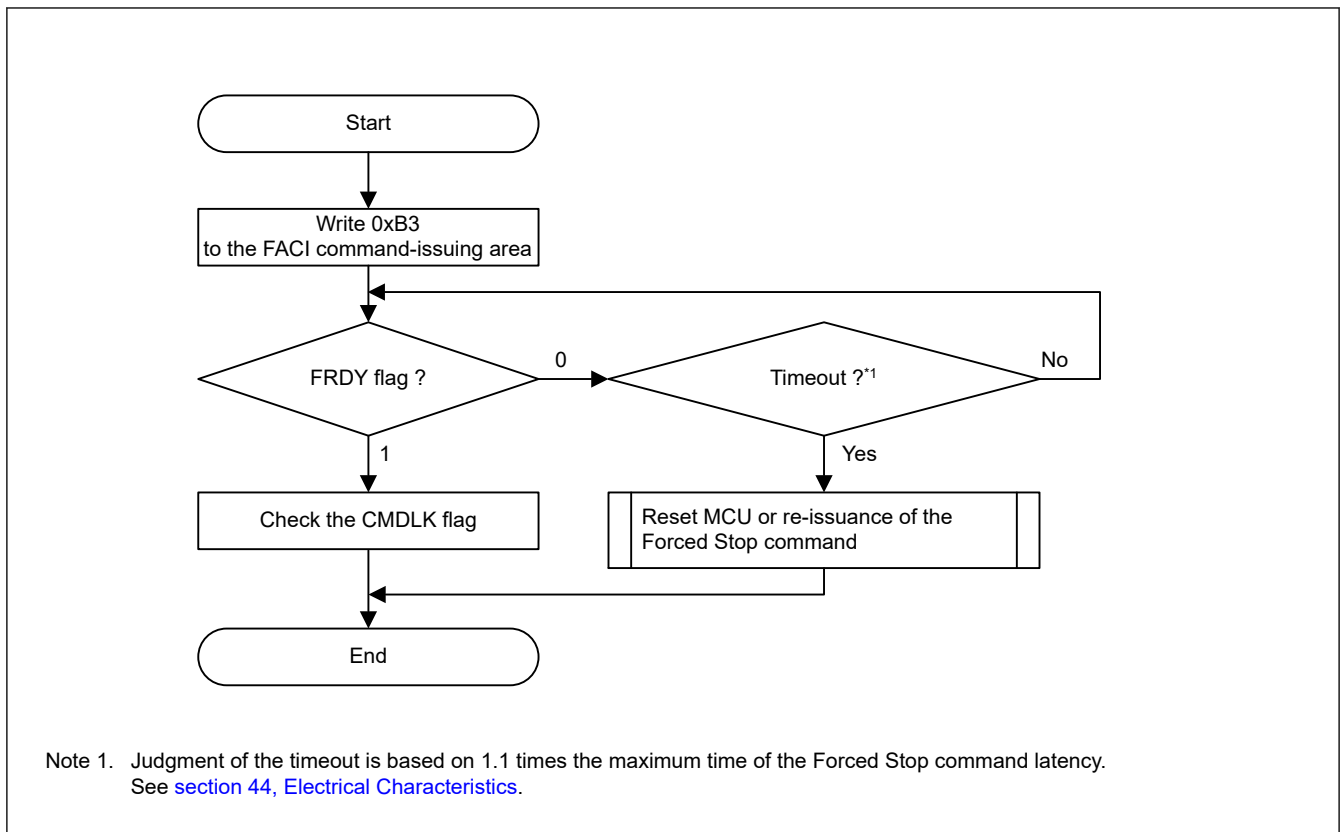 Start
Write 0xB3
to the FACI command-issuing area
FRDY flag ?
0
Timeout ?*1
No
1
Yes
Check the CMDLK flag
Reset MCU or re-issuance of the
Forced Stop command
End
Note 1. Judgment of the timeout is based on 1.1 times the maximum time of the Forced Stop command latency.
See section 44, Electrical Characteristics.